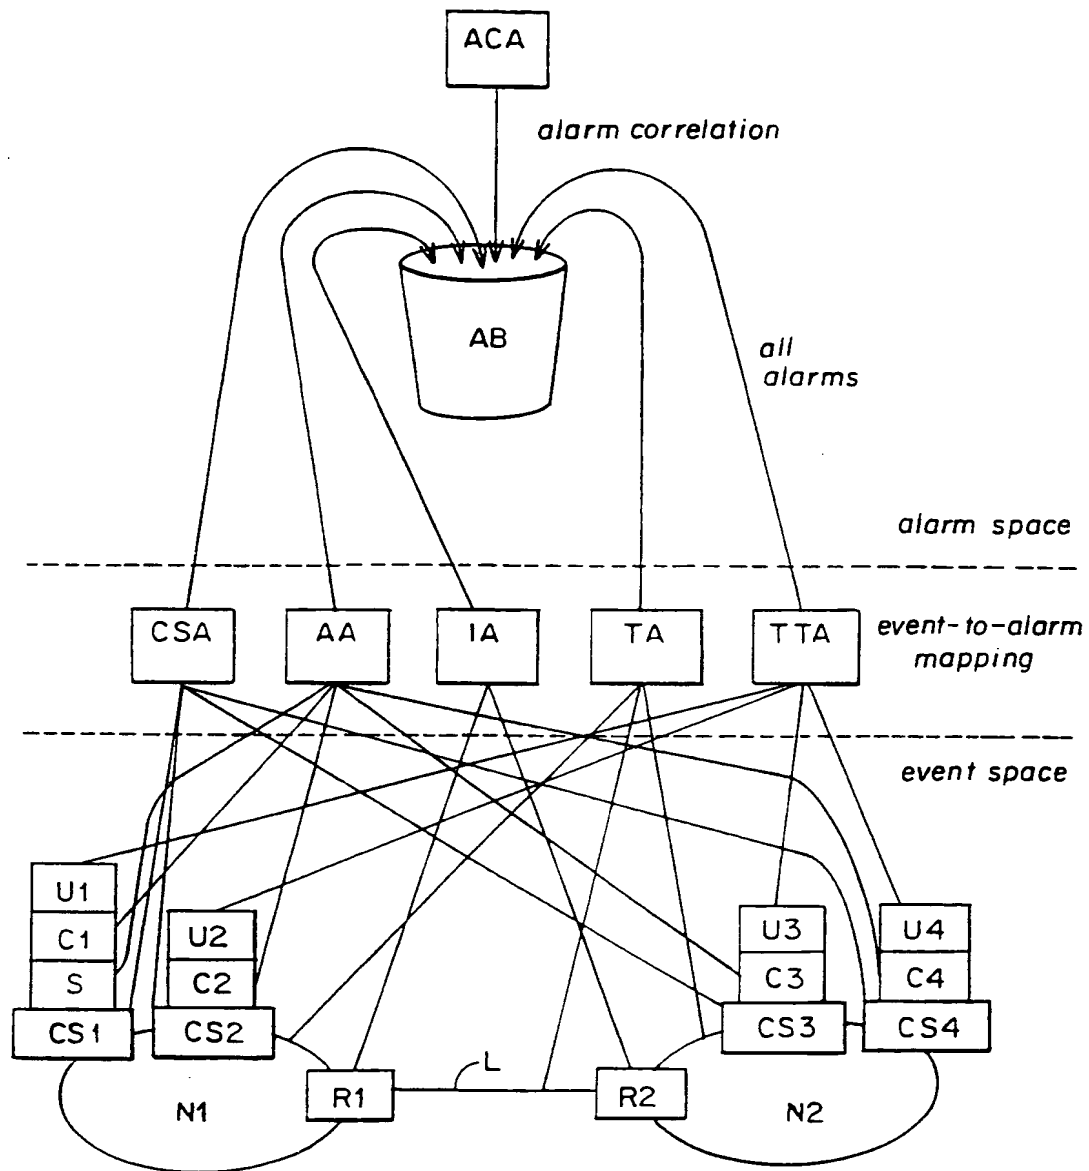 ACA
alarm correlation
AB
all
alarms
alarm space
CSA
AA
IA
TA
TTA
event-to-alarm
mapping
event space
U1
C1
S
CS1
U2
C2
CS2
U3
C3
CS3
U4
C4
CS4
L
R1
R2
N1
N2